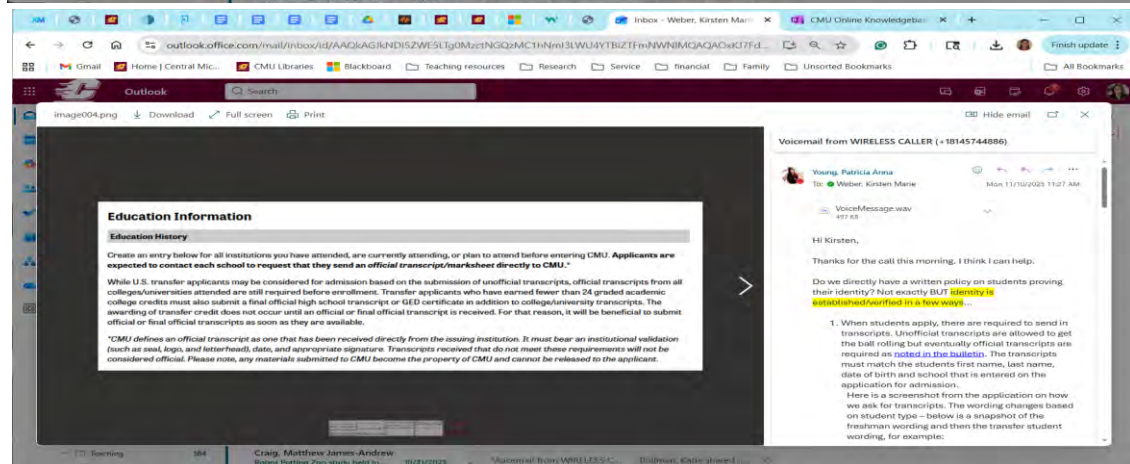 Inbox - Weber, Kirsten Mari
CMU Online Knowledgebas
Finish update
Gmail
Home | Central Mic...
CMU Libraries
Blackboard
Teaching resources
Research
Service
financial
Family
Unsorted Bookmarks
All Bookmarks
Outlook
Search
image004.png
Download
Full screen
Print
Hide email
Education Information
Education History
Create an entry below for all institutions you have attended, are currently attending, or plan to attend before entering CMU. Applicants are
expected to contact each school to request that they send an official transcript/marksheet directly to CMU.*
While U.S. transfer applicants may be considered for admission based on the submission of unofficial transcripts, official transcripts from all
colleges/universities attended are still required before enrollment. Transfer applicants who have earned fewer than 24 graded academic
college credits must also submit a final official high school transcript or GED certificate in addition to college/university transcripts. The
awarding of transfer credit does not occur until an official or final official transcript is received. For that reason, it will be beneficial to submit
official or final official transcripts as soon as they are available.
*CMU defines an official transcript as one that has been received directly from the issuing institution. It must bear an institutional validation
(such as seal, logo, and letterhead), date, and appropriate signature. Transcripts received that do not meet these requirements will not be
considered official. Please note, any materials submitted to CMU become the property of CMU and cannot be released to the applicant.
Voicemail from WIRELESS CALLER (+18145744886)
Young, Patricia Anna
To: Weber, Kirsten Marie
Mon 11/10/2025 11:27 AM
VoiceMessage.wav
497 KB
Hi Kirsten,
Thanks for the call this morning. I think I can help.
Do we directly have a written policy on students proving
their identity? Not exactly BUT identity is
established/verified in a few ways...
1. When students apply, there are required to send in
transcripts. Unofficial transcripts are allowed to get
the ball rolling but eventually official transcripts are
required as noted in the bulletin. The transcripts
must match the students first name, last name,
date of birth and school that is entered on the
application for admission.
Here is a screenshot from the application on how
we ask for transcripts. The wording changes based
on student type – below is a snapshot of the
freshman wording and then the transfer student
wording, for example:
Teaching
184
Craig, Matthew James-Andrew
10/21/2025
Voicemail from WIRELESS C...